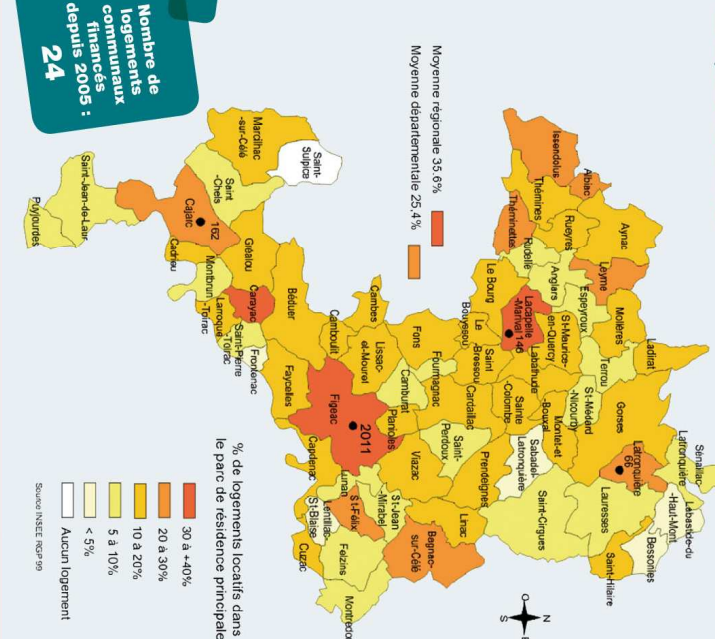 Nombre de
logements
communaux
financés
depuis 2005 :
24
Moyenne régionale 35.6%
Moyenne départementale 25,4%
Issendolus
Albiac
Thémines
Théminettes
Rueyres
Aynac
Rudelle
Anglars
Leyme
Espeyroux
Molières
Ladirat
Le Bourg
Lacapelle
-Marival 146
St-Maurice-
en-Quercy
Terrou
Labathude
St-Médard
-Nicourby
Gorses
Sénaillac-
Latronquière
Labastide-du
-Haut-Mont
Latronquière
66
Bessonies
Lauresses
Saint-Hilaire
Montet-et
-Bouxal
Sabadel-
Latronquière
Saint-Cirgues
Sainte
-Colombe
Le
Bouyssou
Saint
-Bressou
Cardaillac
Prendeignes
Saint-
Perdoux
Fourmagnac
Fons
Cambes
Lissac-
et-Mouret
Camburat
Planioles
Viazac
Linac
Bagnac-
sur-Célé
St-Jean
-Mirabel
St-Félix
Lunan
Lentillac
St-Blaise
Felzins
Montredon
Cuzac
Capdenac
Figeac
2011
Camboulit
Béduer
Faycelles
Frontenac
Saint-Pierre
-Toirac
Larroque
-Toirac
Carayac
Montbrun
Gréalou
Cadrieu
Cajarc
162
Saint
-Chels
Marcilhac
-sur-Célé
Saint-
Sulpice
Saint-Jean-de-Laur
Puyjourdes
% de logements locatifs dans
le parc de résidence principale
30 à +40%
20 à 30%
10 à 20%
5 à 10%
< 5%
Aucun logement
Source INSEE RGP 99
O
S